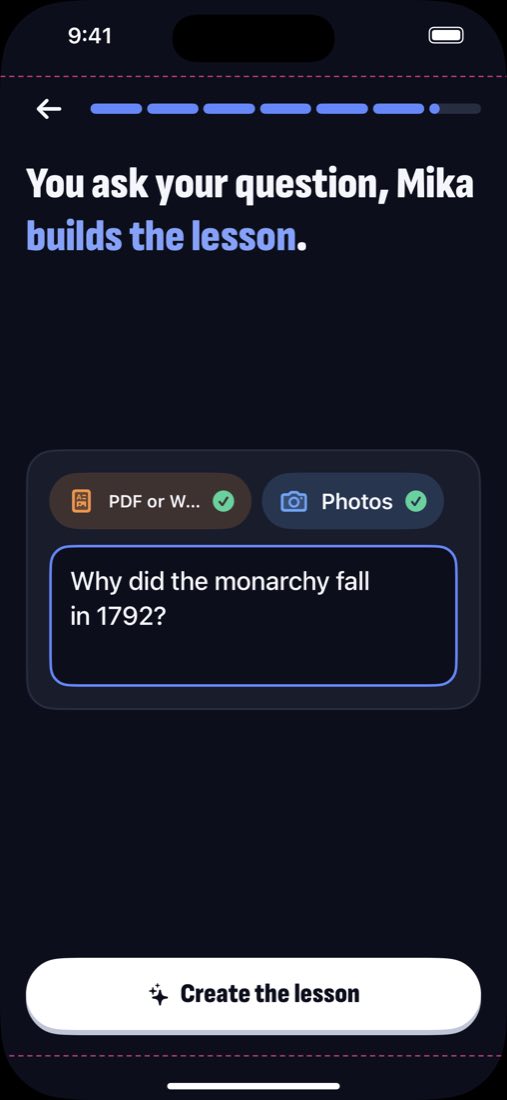 9:41
You ask your question, Mika
builds the lesson.
PDF or W...
Photos
Why did the monarchy fall
in 1792?
Create the lesson